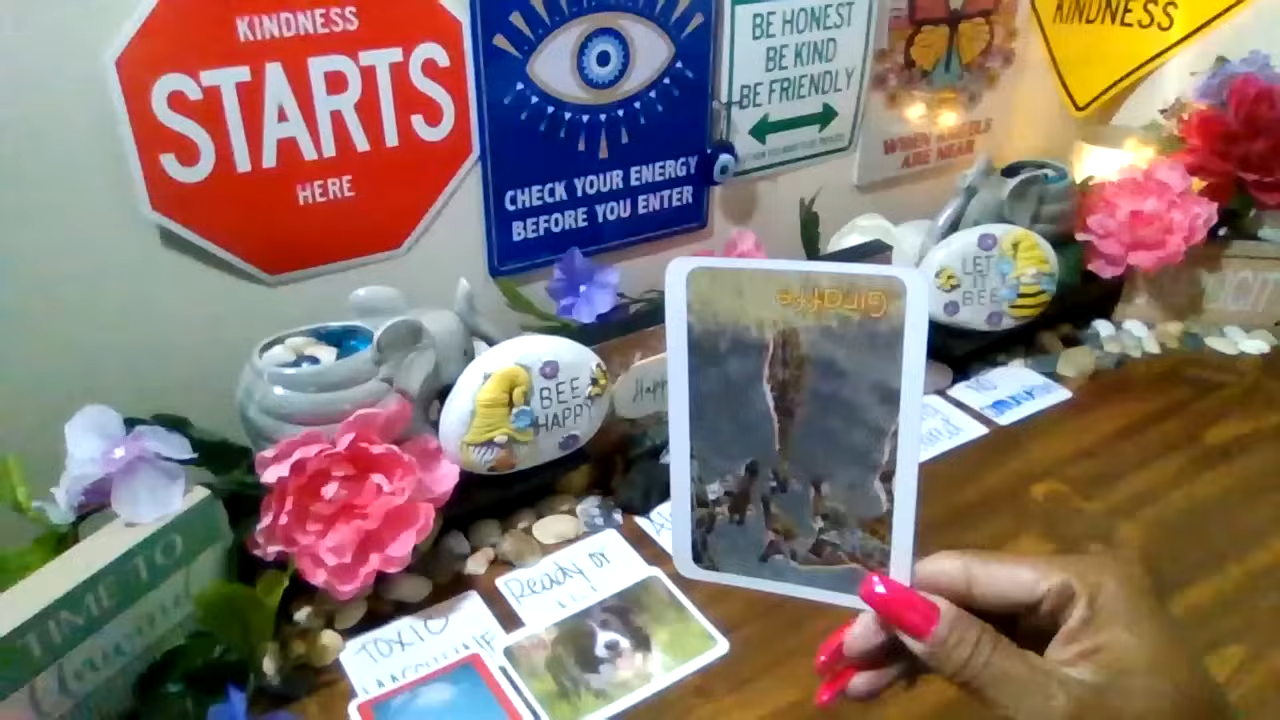 KINDNESS
STARTS
HERE
CHECK YOUR ENERGY
BEFORE YOU ENTER
BE HONEST
BE KIND
BE FRIENDLY
WHEN ANGELS
ARE NEAR
KINDNESS
Giraffe
LET
IT
BEE
BEE
HAPPY
Happ
TIME TO
Ready or
TOXIC